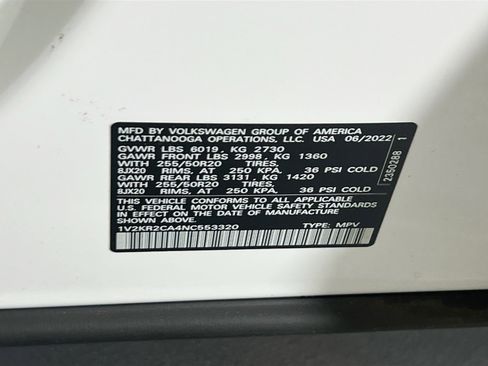 MFD BY VOLKSWAGEN GROUP OF AMERICA
CHATTANOOGA OPERATIONS, LLC. USA 06/2022
GVWR LBS 6019, KG 2730
GAWR FRONT LBS 2998, KG 1360
WITH 255/50R20 TIRES,
8JX20 RIMS, AT 250 KPA. 36 PSI COLD
GAWR REAR LBS 3131, KG 1420
WITH 255/50R20 TIRES,
8JX20 RIMS, AT 250 KPA. 36 PSI COLD
THIS VEHICLE CONFORMS TO ALL APPLICABLE
U.S. FEDERAL MOTOR VEHICLE SAFETY STANDARDS
IN EFFECT ON THE DATE OF MANUFACTURE
SHOWN ABOVE.
1V2KR2CA4NC553320 TYPE: MPV
2350288 1